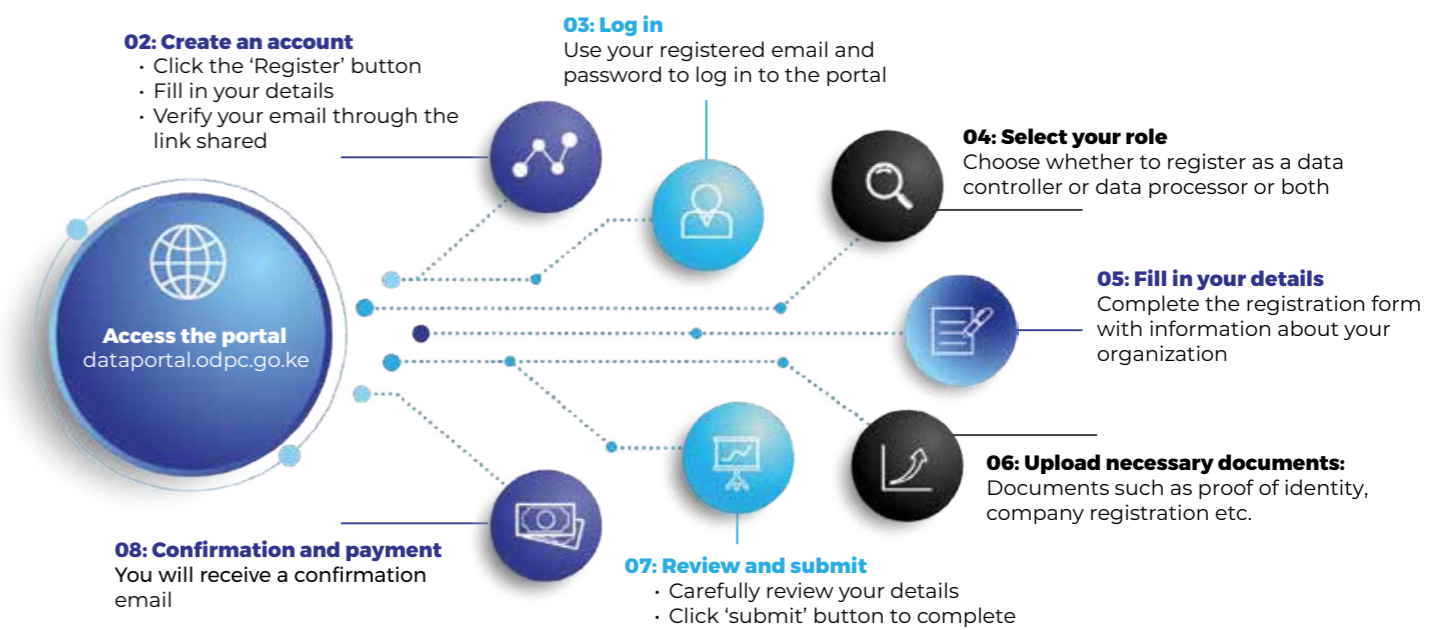 Access the portal
dataportal.odpc.go.ke
02: Create an account
• Click the ‘Register’ button
• Fill in your details
• Verify your email through the
link shared
03: Log in
Use your registered email and
password to log in to the portal
04: Select your role
Choose whether to register as a data
controller or data processor or both
05: Fill in your details
Complete the registration form
with information about your
organization
06: Upload necessary documents:
Documents such as proof of identity,
company registration etc.
07: Review and submit
• Carefully review your details
• Click ‘submit’ button to complete
08: Confirmation and payment
You will receive a confirmation
email